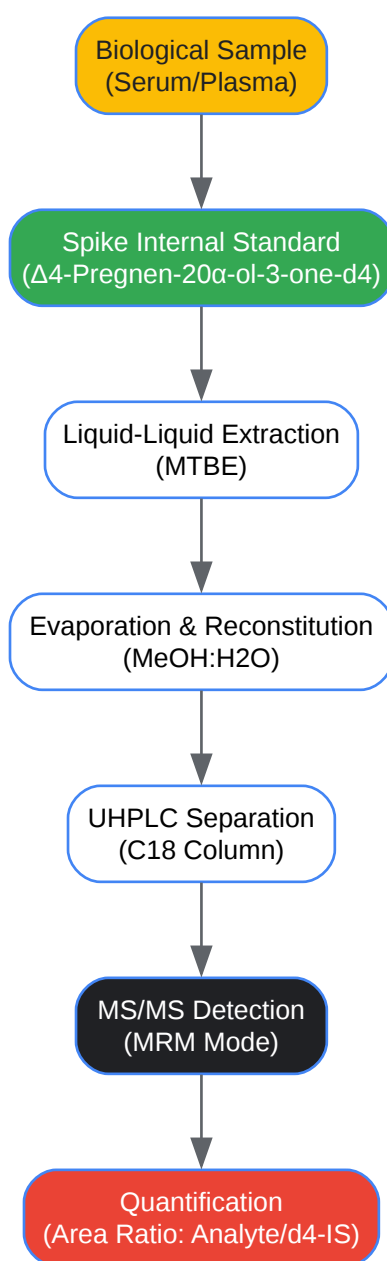 Biological Sample
(Serum/Plasma)
Spike Internal Standard
(Δ4-Pregnen-20α-ol-3-one-d4)
Liquid-Liquid Extraction
(MTBE)
Evaporation & Reconstitution
(MeOH:H2O)
UHPLC Separation
(C18 Column)
MS/MS Detection
(MRM Mode)
Quantification
(Area Ratio: Analyte/d4-IS)